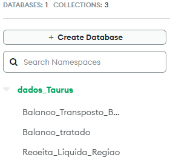 DATABASES: 1 COLLECTIONS: 3
+ Create Database
Search Namespaces
dados_Taurus
Balanco_Transposto_B...
Balanco_tratado
Receita_Liquida_Regiao